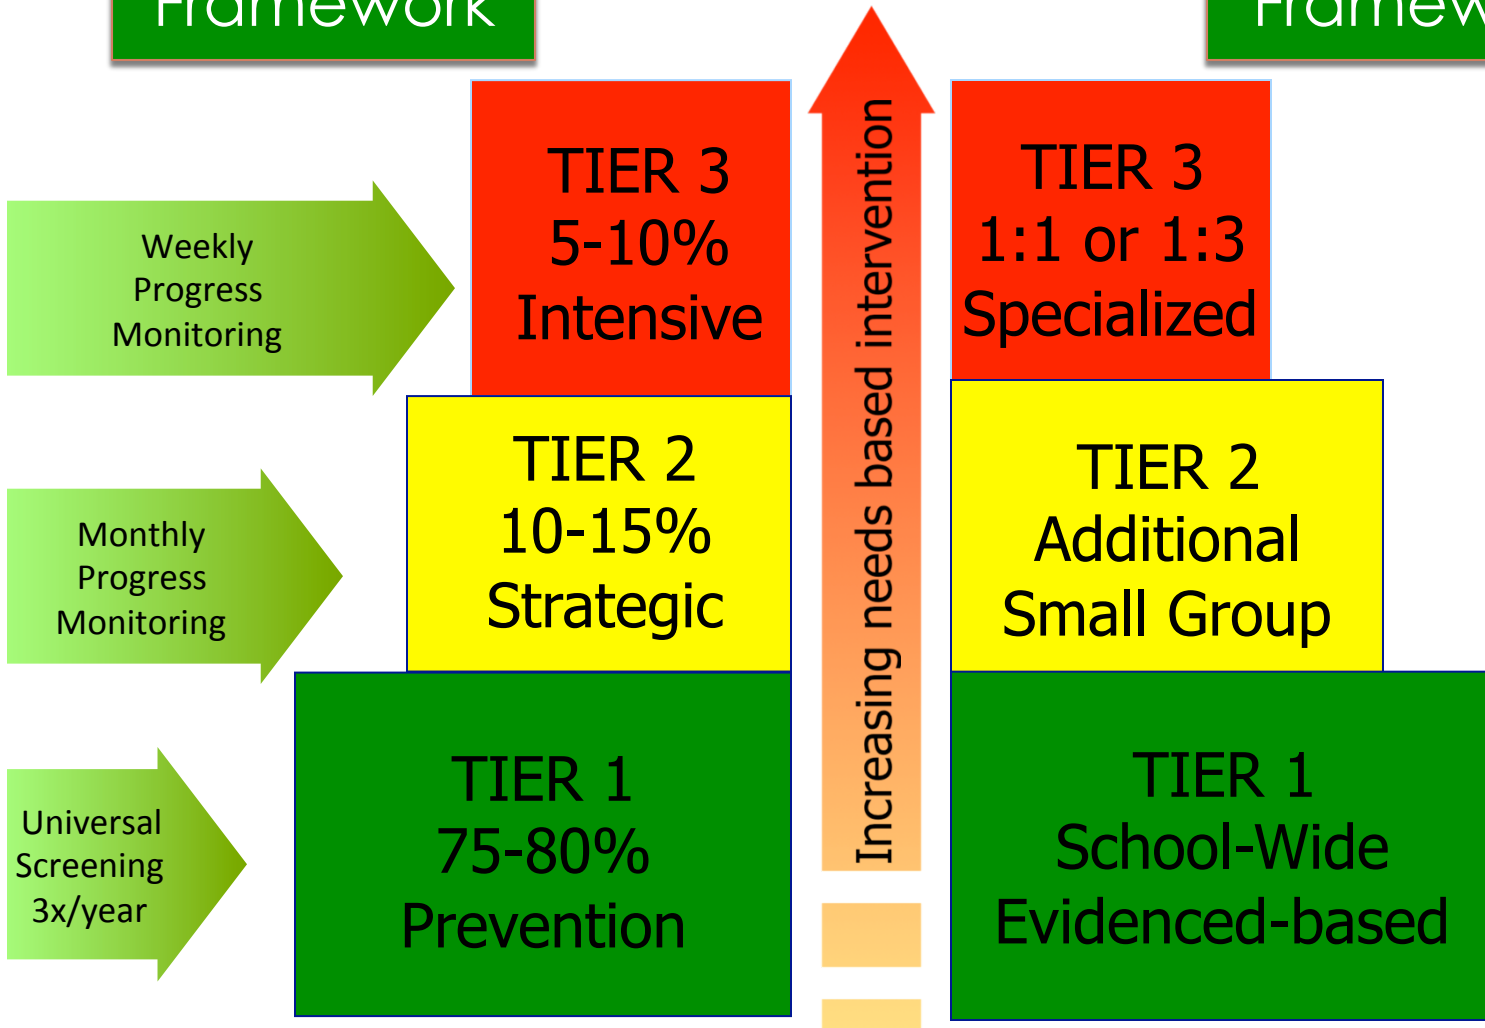 Framework
Weekly
Progress
Monitoring
Monthly
Progress
Monitoring
Universal
Screening
3x/year
TIER 3
5-10%
Intensive
TIER 2
10-15%
Strategic
TIER 1
75-80%
Prevention
Increasing needs based intervention
TIER 3
1:1 or 1:3
Specialized
TIER 2
Additional
Small Group
TIER 1
School-Wide
Evidenced-based